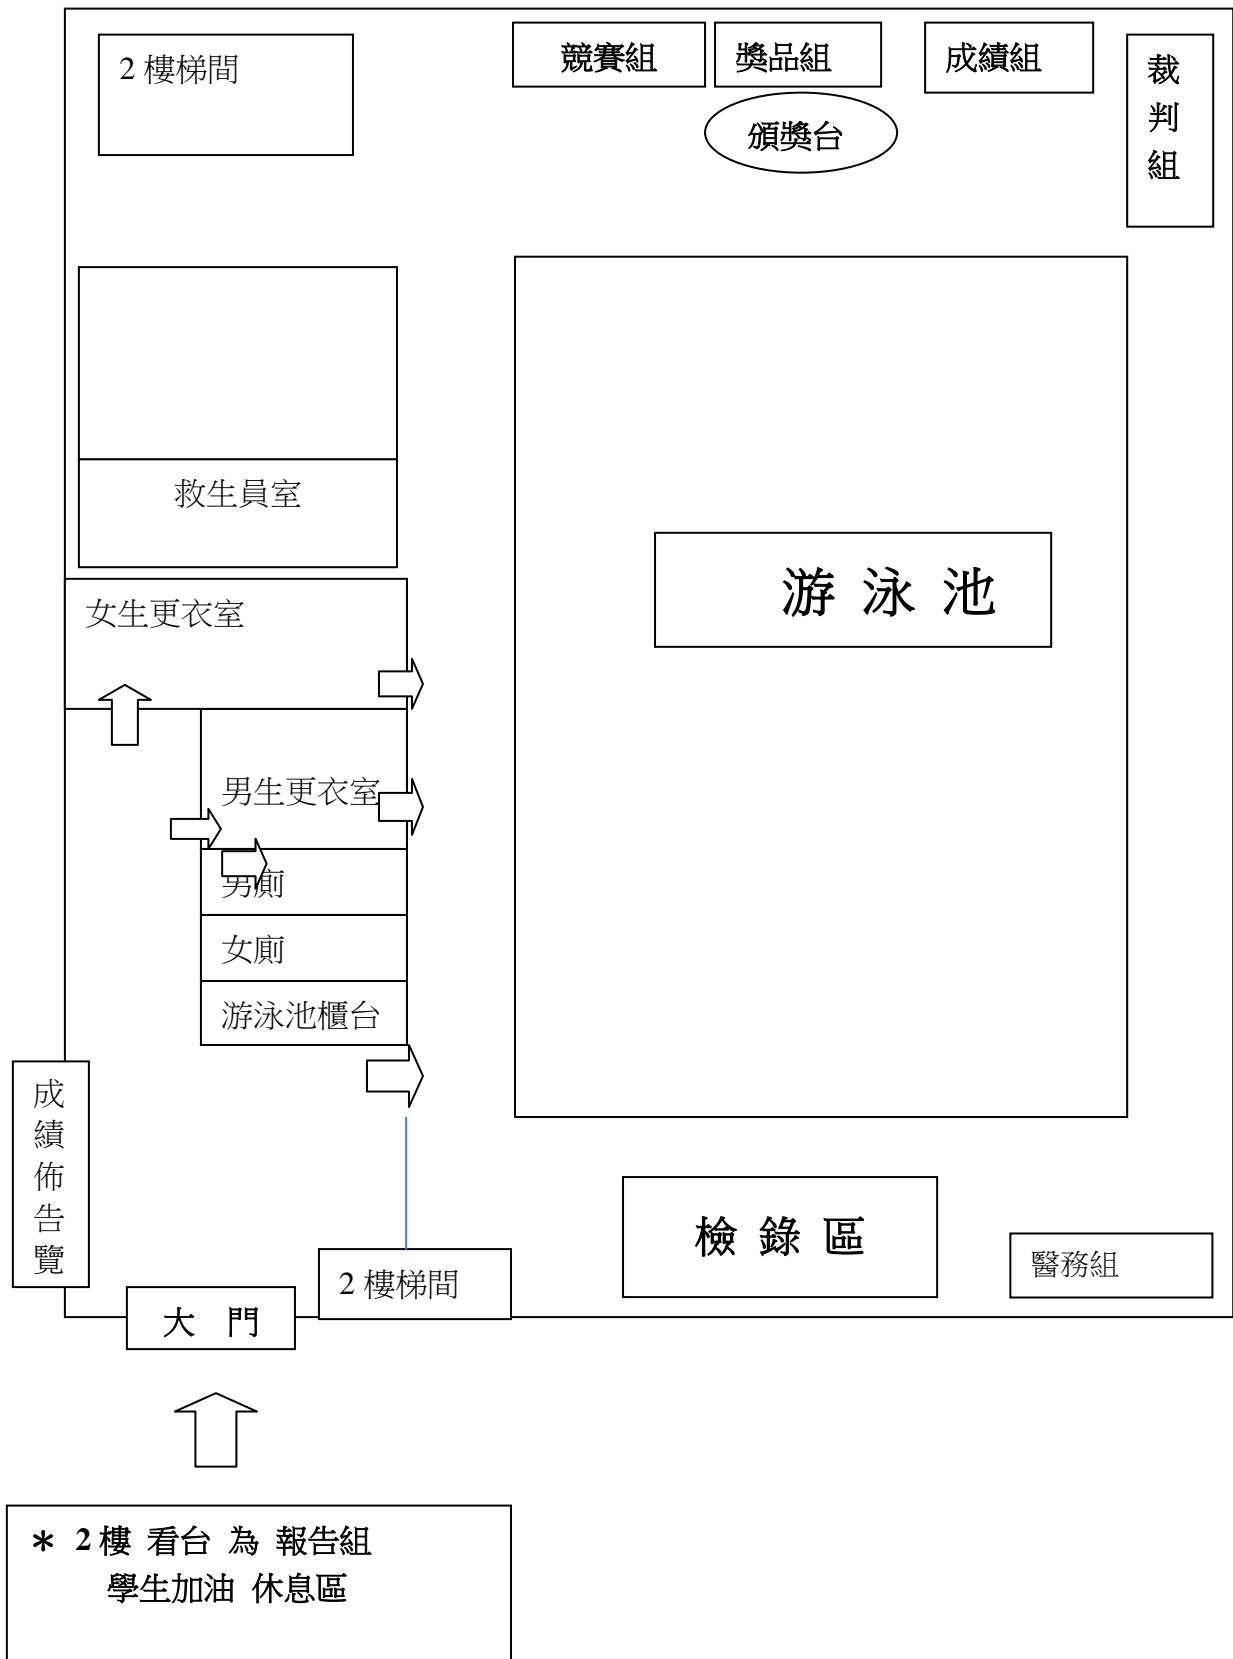 2 樓梯間
競賽組
獎品組
成績組
裁
判
組
頒獎台
救生員室
游 泳 池
女生更衣室
男生更衣室
男廁
女廁
游泳池櫃台
成
績
佈
告
覽
檢 錄 區
醫務組
2 樓梯間
大 門
＊ 2 樓 看台 為 報告組
學生加油 休息區